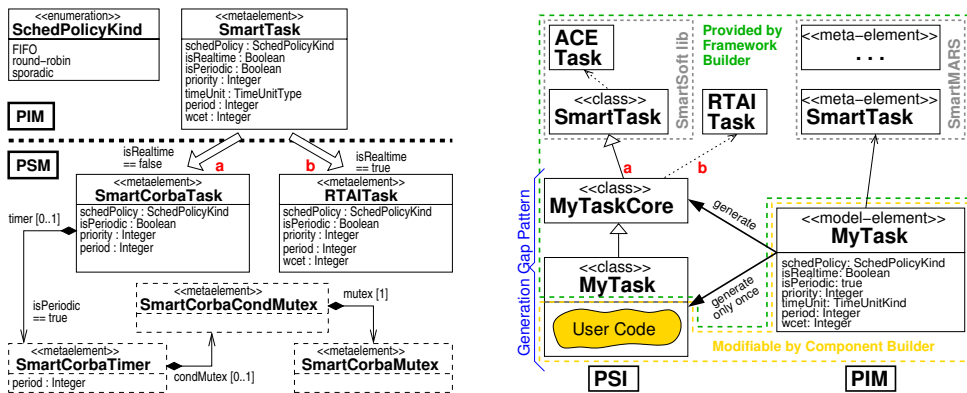 <<enumeration>>
SchedPolicyKind
FIFO
round-robin
sporadic
<<metaelement>>
SmartTask
schedPolicy : SchedPolicyKind
isRealtime : Boolean
isPeriodic : Boolean
priority : Integer
timeUnit : TimeUnitType
period : Integer
wcet : Integer
PIM
PSM
isRealtime
== false
a
b
isRealtime
== true
<<metaelement>>
SmartCorbaTask
schedPolicy : SchedPolicyKind
isPeriodic : Boolean
priority : Integer
period : Integer
<<metaelement>>
RTAITask
schedPolicy : SchedPolicyKind
isPeriodic : Boolean
priority : Integer
period : Integer
wcet : Integer
timer [0..1]
isPeriodic
== true
<<metaelement>>
SmartCorbaCondMutex
mutex [1]
<<metaelement>>
SmartCorbaTimer
period : Integer
condMutex [0..1]
<<metaelement>>
SmartCorbaMutex
ACE
Task
<<class>>
SmartTask
SmartSoft lib
Provided by
Framework
Builder
RTAI
Task
<<meta-element>>
. . .
<<meta-element>>
SmartTask
SmartMARS
a
b
Generation Gap Pattern
<<class>>
MyTaskCore
generate
<<class>>
MyTask
generate
only once
User Code
<<model-element>>
MyTask
schedPolicy: SchedPolicyKind
isRealtime: Boolean
isPeriodic: true
priority: Integer
timeUnit: TimeUnitKind
period: Integer
wcet: Integer
Modifiable by Component Builder
PSI
PIM